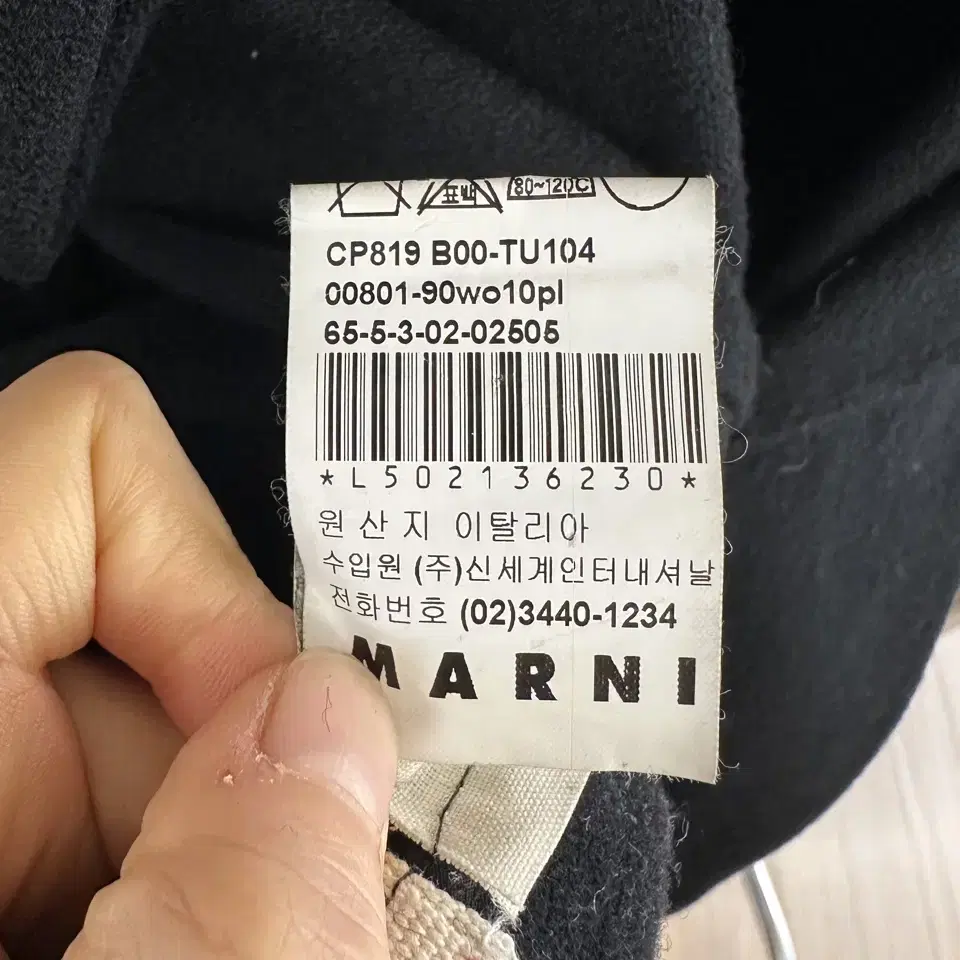 표백
80~120C
CP819 B00-TU104
00801-90wo10pl
65-5-3-02-02505
*L502136230*
원산지 이탈리아
수입원 (주)신세계인터내셔날
전화번호 (02)3440-1234
MARNI